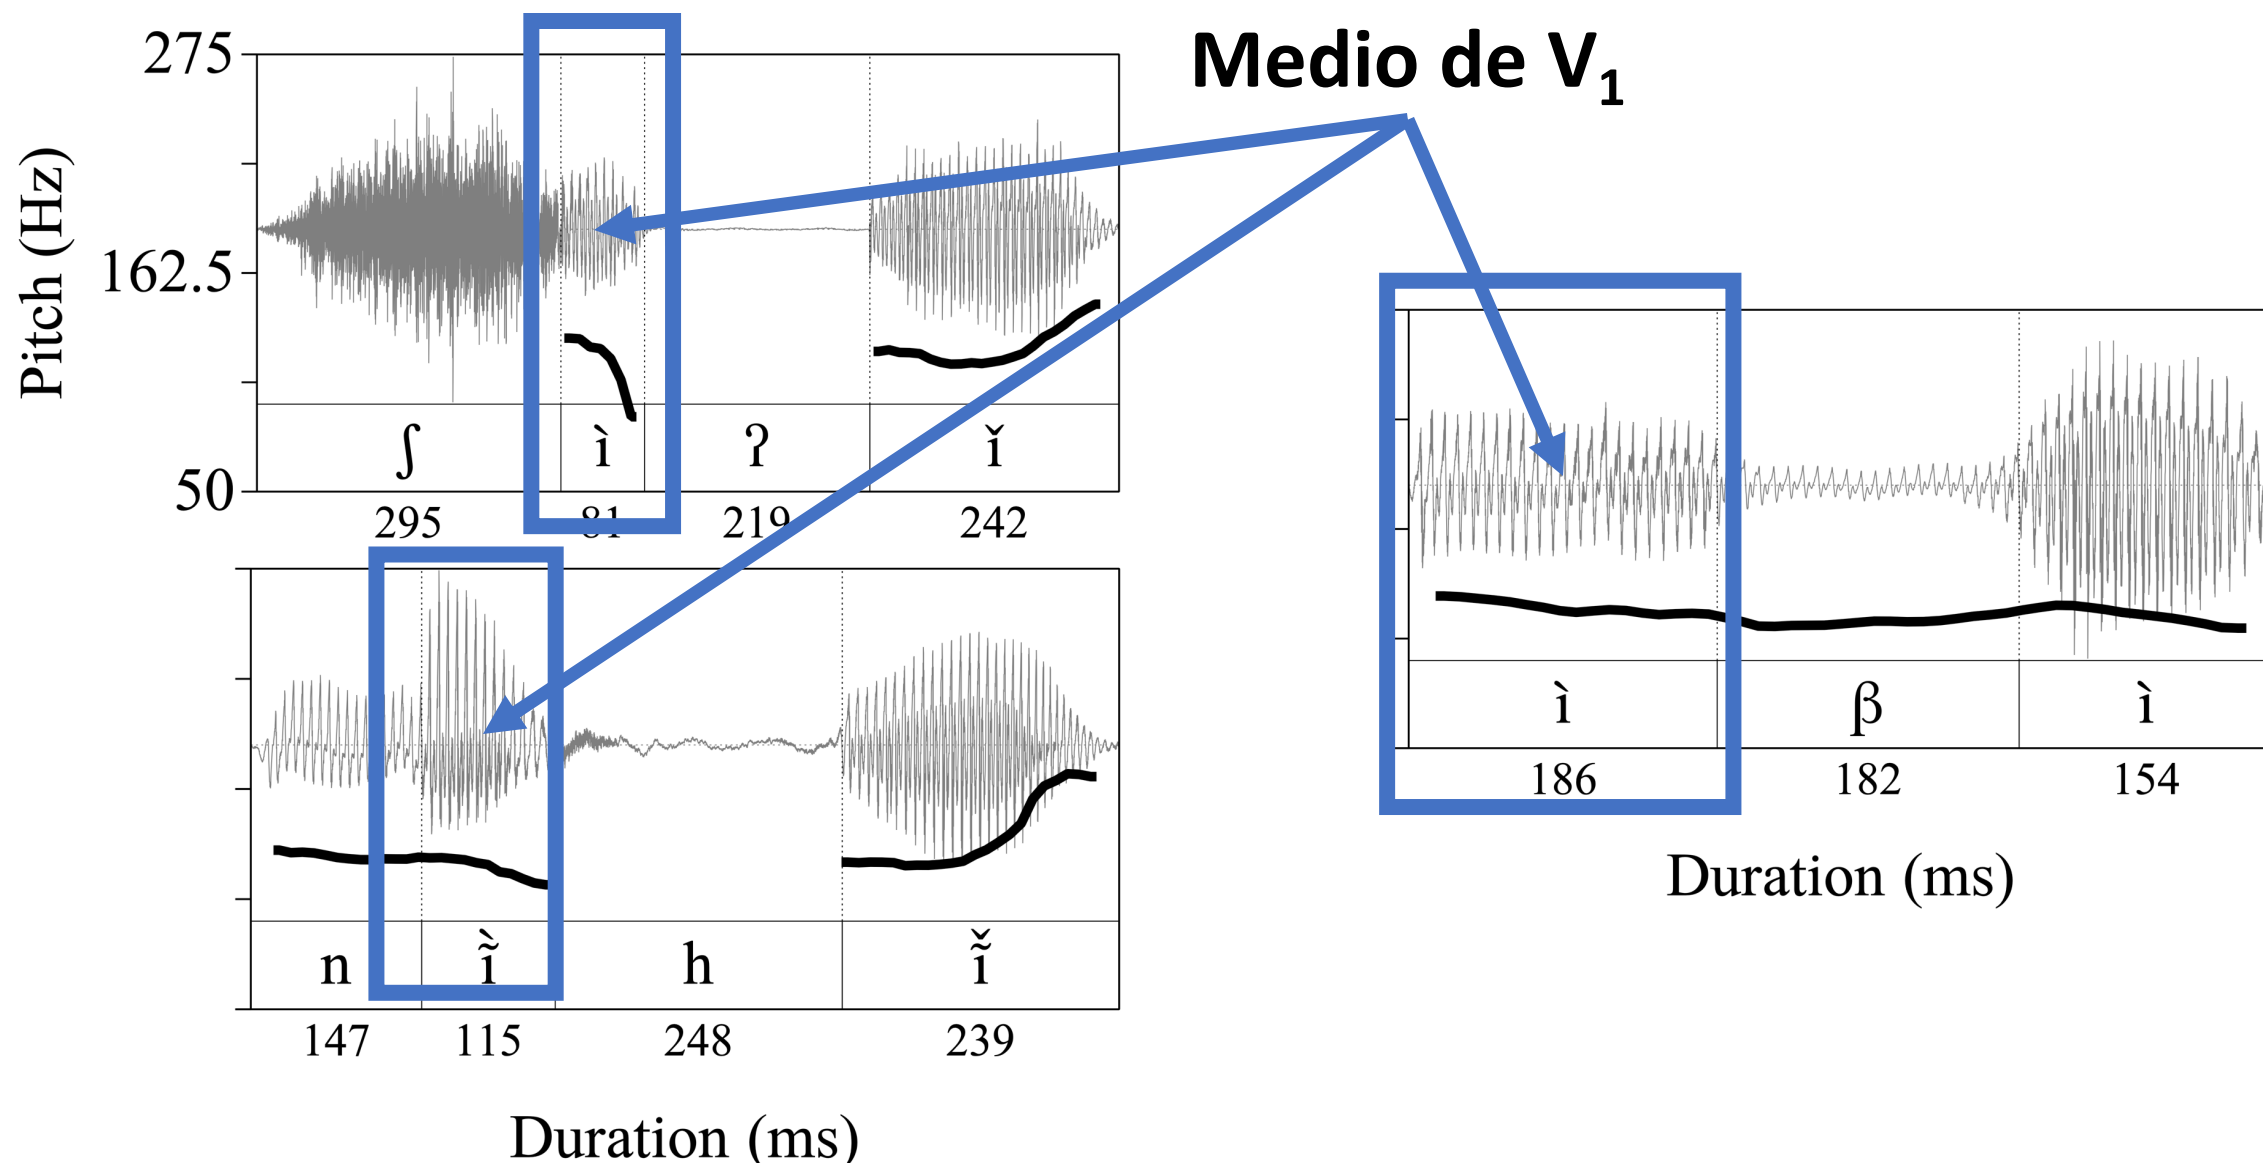 Medio de V₁
Pitch (Hz)
275
162.5
50
ʃ ì ʔ ǐ
295 81 219 242
n ĩ̀ h ĩ̌
147 115 248 239
Duration (ms)
ì β ì
186 182 154
Duration (ms)